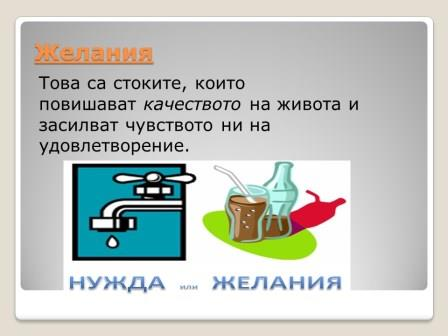 Желания
Това са стоките, които
повишават качеството на живота и
засилват чувството ни на
удовлетворение.
НУЖДА или ЖЕЛАНИЯ